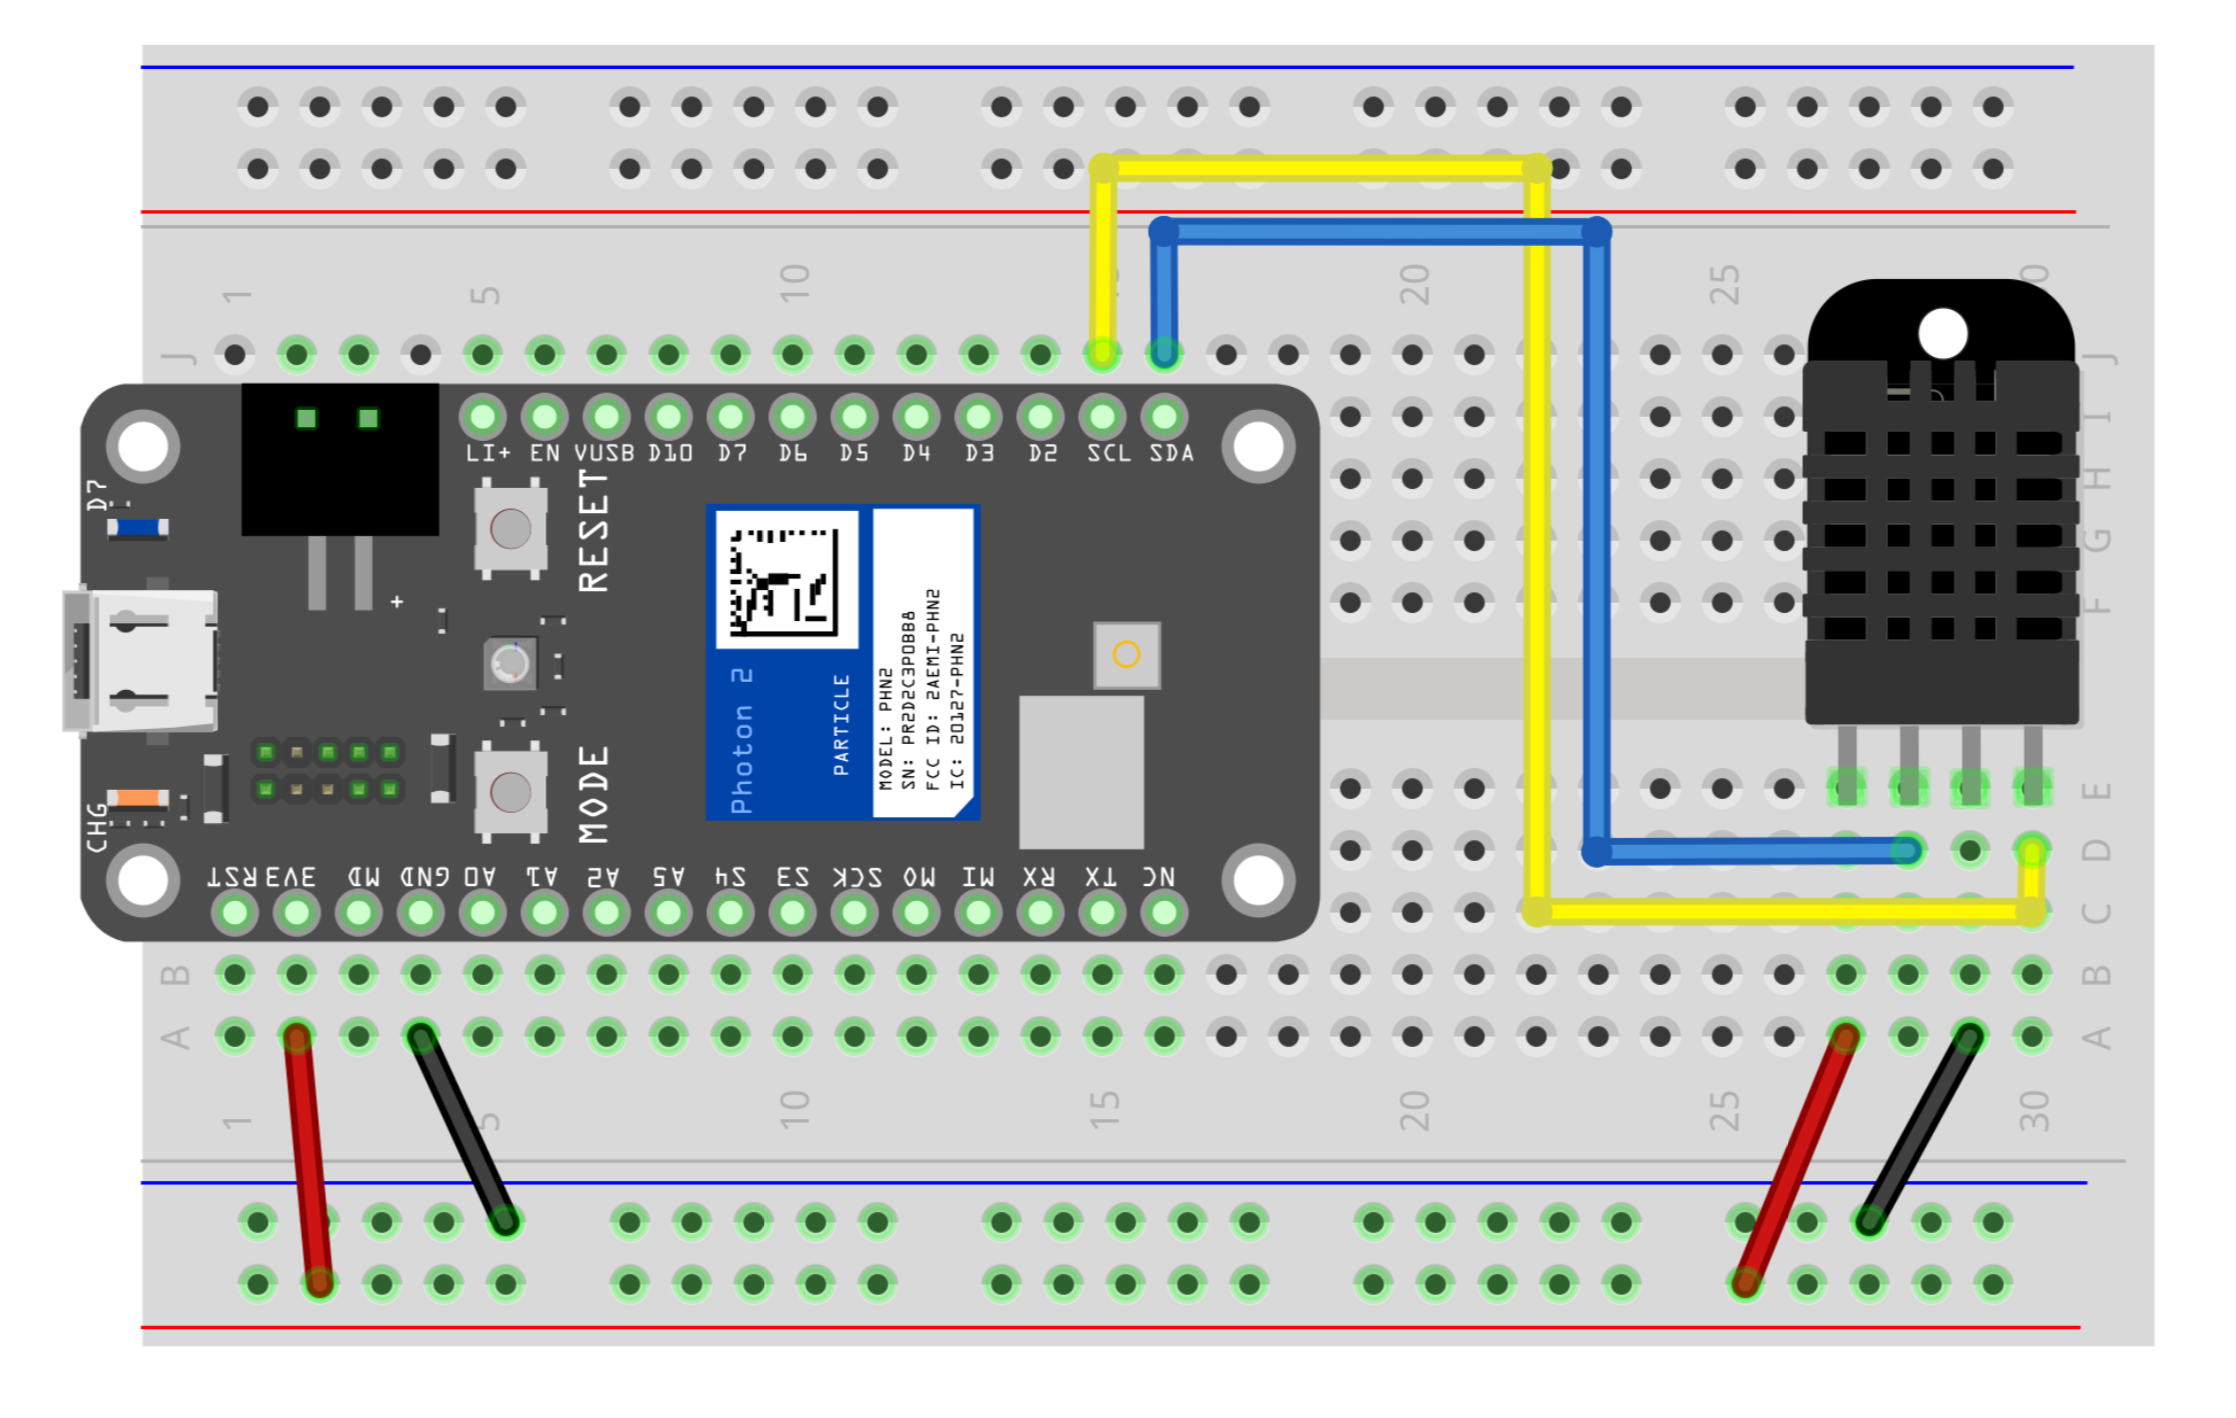 1 5 10 20 25 0
J J
LI+ EN VUSB D10 D7 D6 D5 D4 D3 D2 SCL SDA
I
D7
RESET
H
G
F
+
Photon 2
PARTICLE
MODEL: PHN2
SN: PR2D2C3P0BB8
FCC ID: 2AEMI-PHN2
IC: 20127-PHN2
MODE
CHG
E
D
RST 3V3 MD GND A0 A1 A2 A5 S4 S3 SCK MO MI RX TX NC
C
B B
A A
1 5 10 15 20 25 30